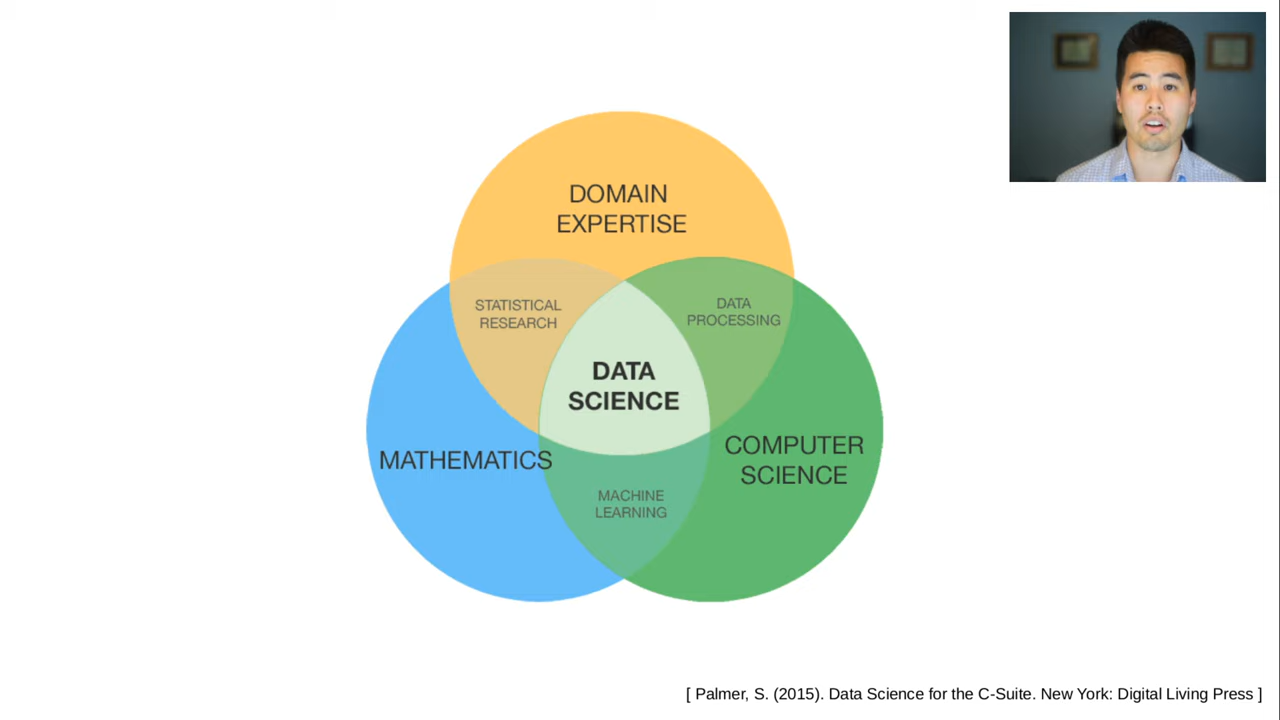 DOMAIN
EXPERTISE
STATISTICAL
RESEARCH
DATA
PROCESSING
DATA
SCIENCE
MATHEMATICS
COMPUTER
SCIENCE
MACHINE
LEARNING
[ Palmer, S. (2015). Data Science for the C-Suite. New York: Digital Living Press ]